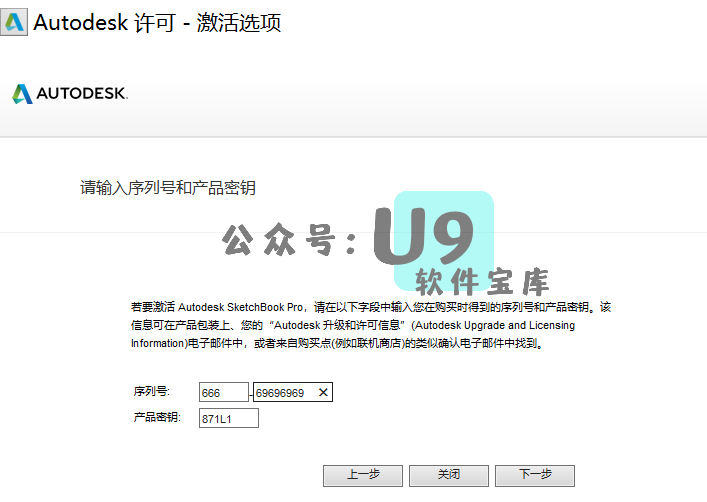 Autodesk 许可 - 激活选项
AUTODESK.
请输入序列号和产品密钥
公众号:U9
软件宝库
若要激活 Autodesk SketchBook Pro，请在以下字段中输入您在购买时得到的序列号和产品密钥。该
信息可在产品包装上、您的“Autodesk 升级和许可信息”(Autodesk Upgrade and Licensing
Information)电子邮件中，或者来自购买点(例如联机商店)的类似确认电子邮件中找到。
序列号: 666 - 69696969 ✕
产品密钥: 871L1
上一步 关闭 下一步